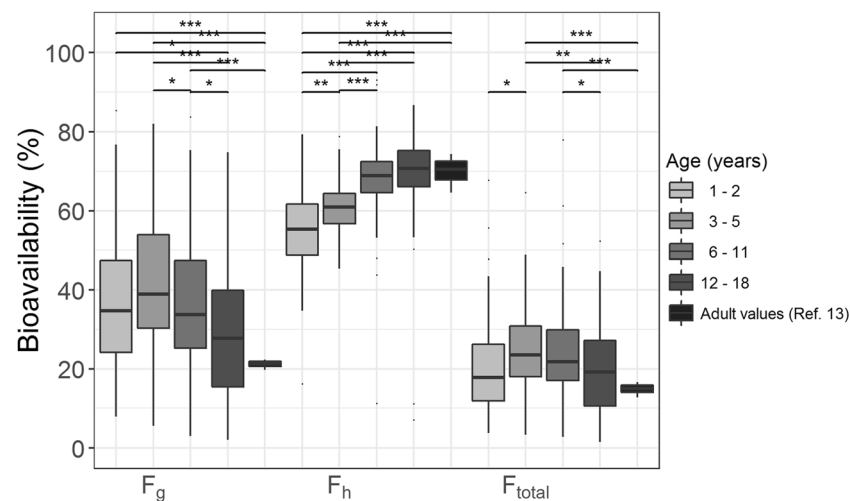 ***
***
***
***
*
***
***
***
**
***
***
***
***
***
*
*
**
***
*
*
100
80
60
40
20
0
Bioavailability (%)
Fg
Fh
Ftotal
Age (years)
1 - 2
3 - 5
6 - 11
12 - 18
Adult values (Ref. 13)